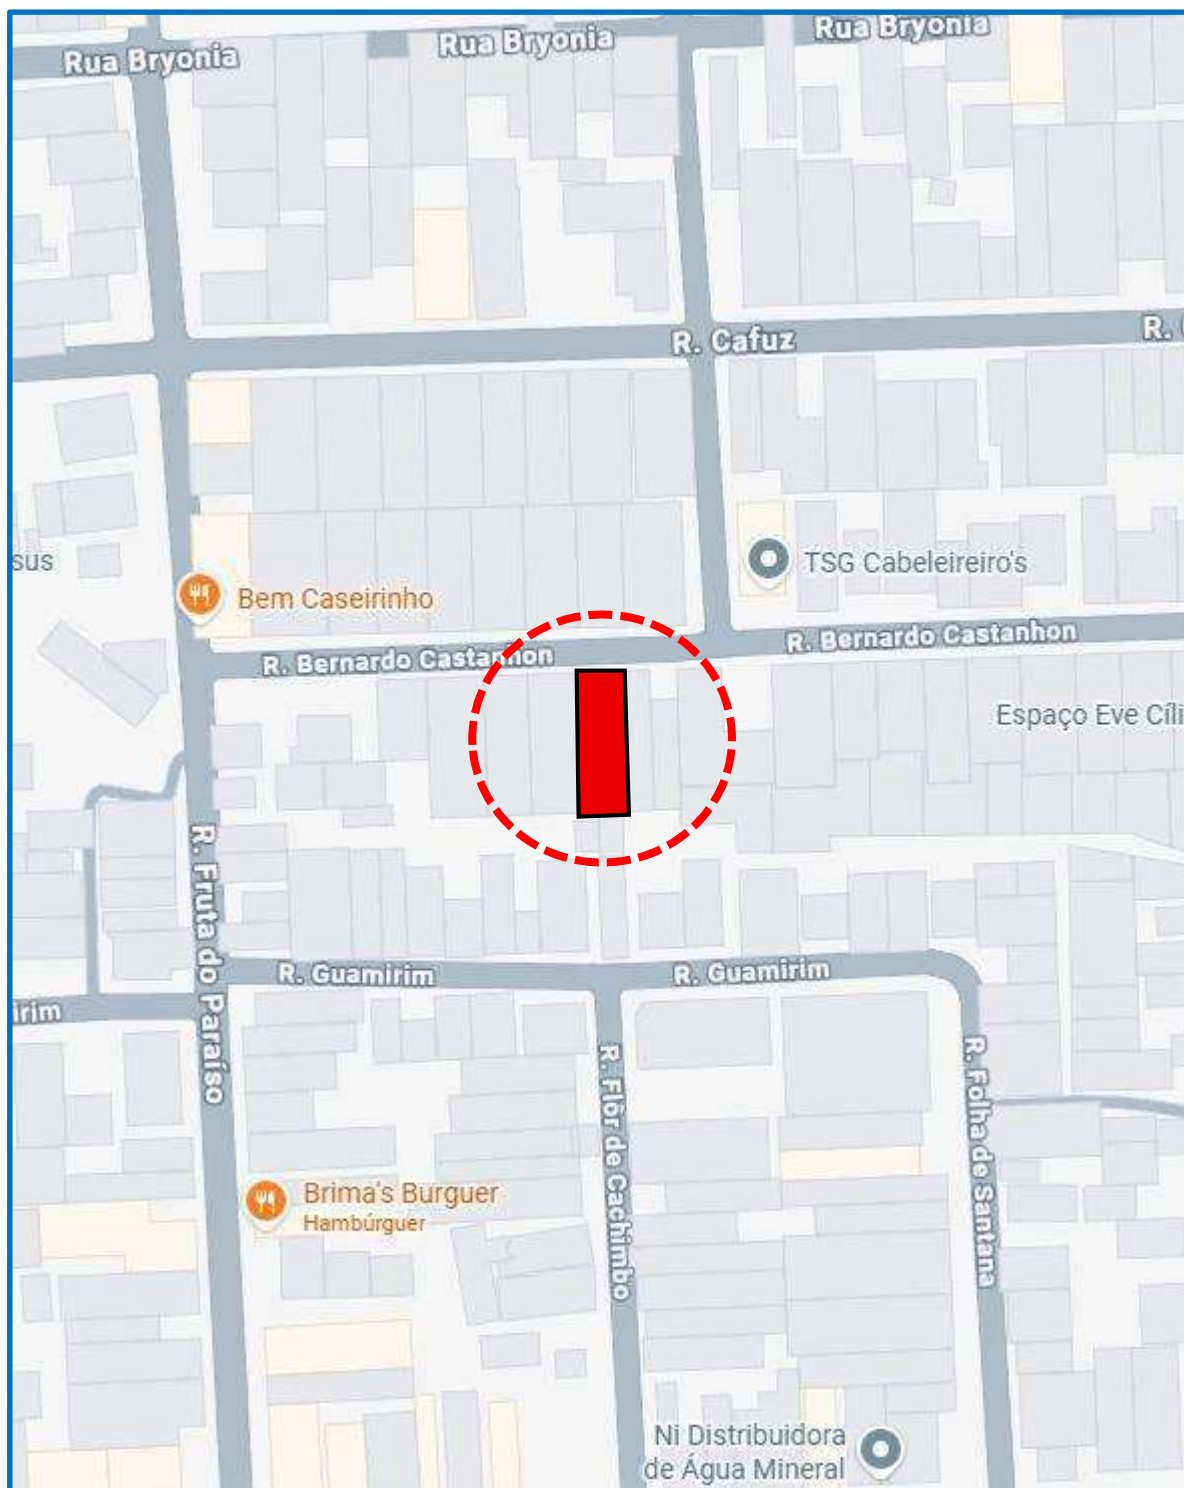 Rua Bryonia
Rua Bryonia
Rua Bryonia
R. Cafuz
R.
sus
TSG Cabeleireiro's
Bem Caseirinho
R. Bernardo Castanhon
R. Bernardo Castanhon
Espaço Eve Cíli
R. Fruta do Paraíso
R. Guamirim
R. Guamirim
irim
R. Flôr de Cachimbo
R. Folha de Santana
Brima's Burguer
Hambúrguer
Ni Distribuidora
de Água Mineral